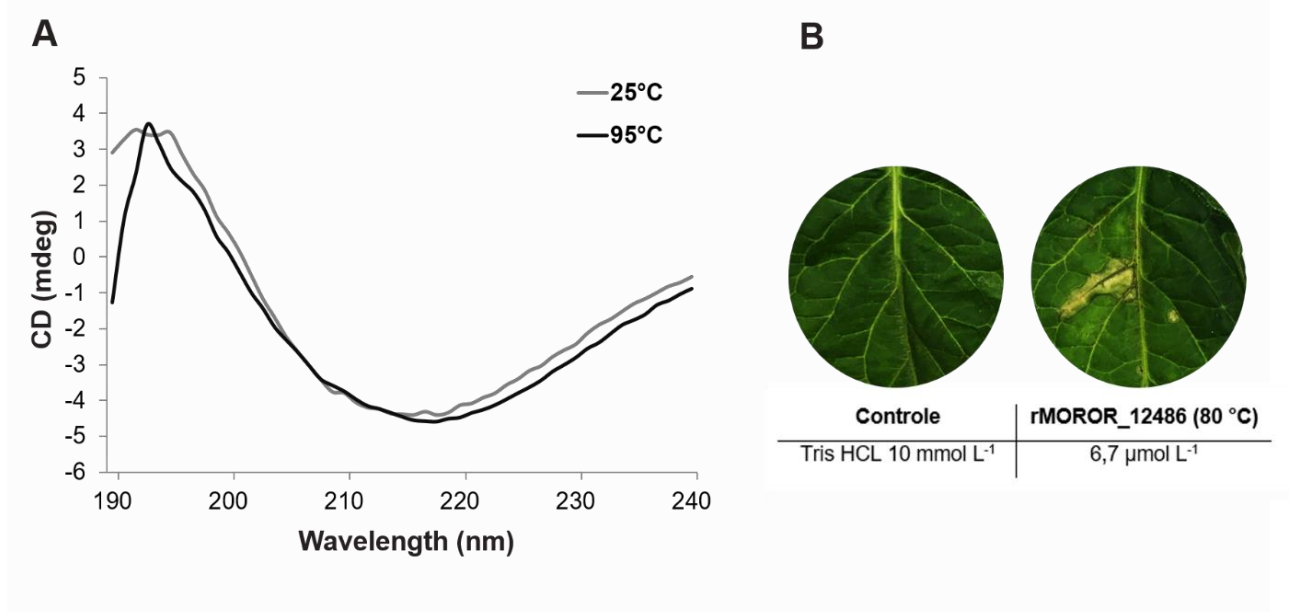 A
B
5
4
3
2
1
0
-1
-2
-3
-4
-5
-6
CD (mdeg)
25°C
95°C
190 200 210 220 230 240
Wavelength (nm)
Controle rMOROR_12486 (80 °C)
Tris HCL 10 mmol L-1 6,7 µmol L-1